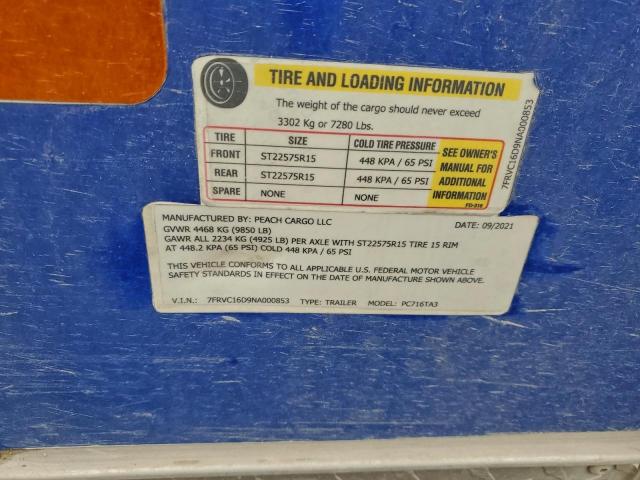 TIRE AND LOADING INFORMATION
The weight of the cargo should never exceed
3302 Kg or 7280 Lbs.
TIRE SIZE COLD TIRE PRESSURE
FRONT ST22575R15 448 KPA / 65 PSI
REAR ST22575R15 448 KPA / 65 PSI
SPARE NONE NONE
SEE OWNER'S
MANUAL FOR
ADDITIONAL
INFORMATION
7FRVC16D9NA000853
MANUFACTURED BY: PEACH CARGO LLC DATE: 09/2021
GVWR 4468 KG (9850 LB)
GAWR ALL 2234 KG (4925 LB) PER AXLE WITH ST22575R15 TIRE 15 RIM
AT 448.2 KPA (65 PSI) COLD 448 KPA / 65 PSI
THIS VEHICLE CONFORMS TO ALL APPLICABLE U.S. FEDERAL MOTOR VEHICLE
SAFETY STANDARDS IN EFFECT ON THE DATE OF MANUFACTURE SHOWN ABOVE.
V.I.N.: 7FRVC16D9NA000853 TYPE: TRAILER MODEL: PC716TA3